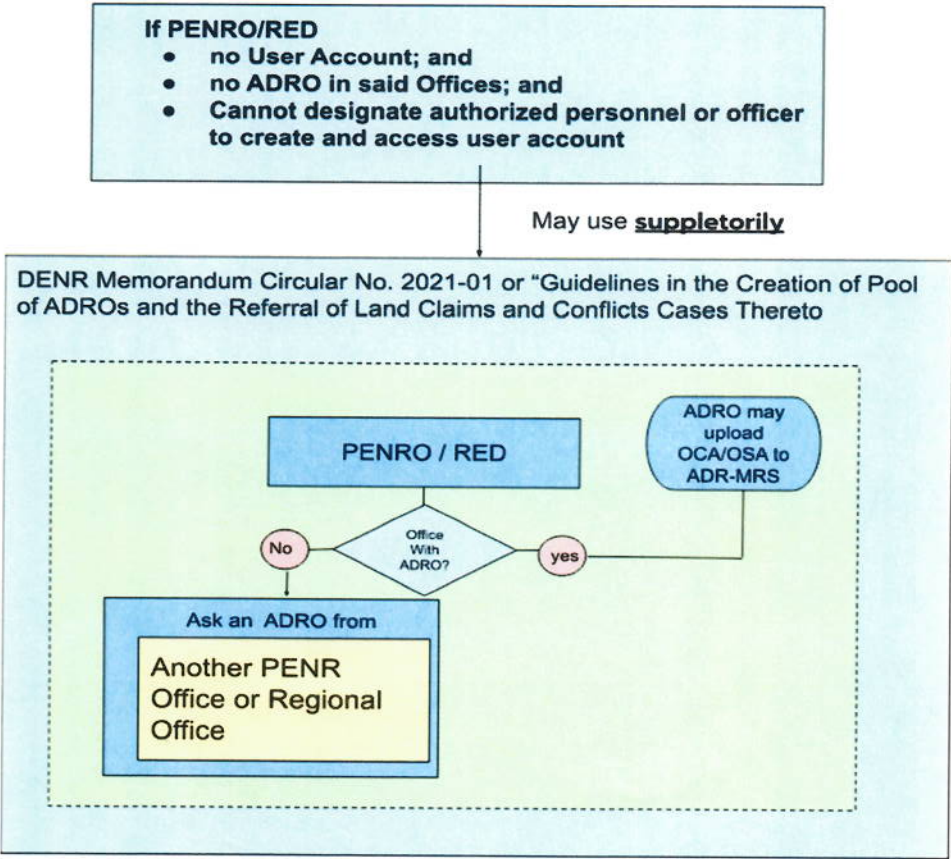 If PENRO/RED
● no User Account; and
● no ADRO in said Offices; and
● Cannot designate authorized personnel or officer
to create and access user account
May use suppletorily
DENR Memorandum Circular No. 2021-01 or “Guidelines in the Creation of Pool
of ADROs and the Referral of Land Claims and Conflicts Cases Thereto
PENRO / RED
ADRO may
upload
OCA/OSA to
ADR-MRS
Office
With
ADRO?
No
yes
Ask an ADRO from
Another PENR
Office or Regional
Office